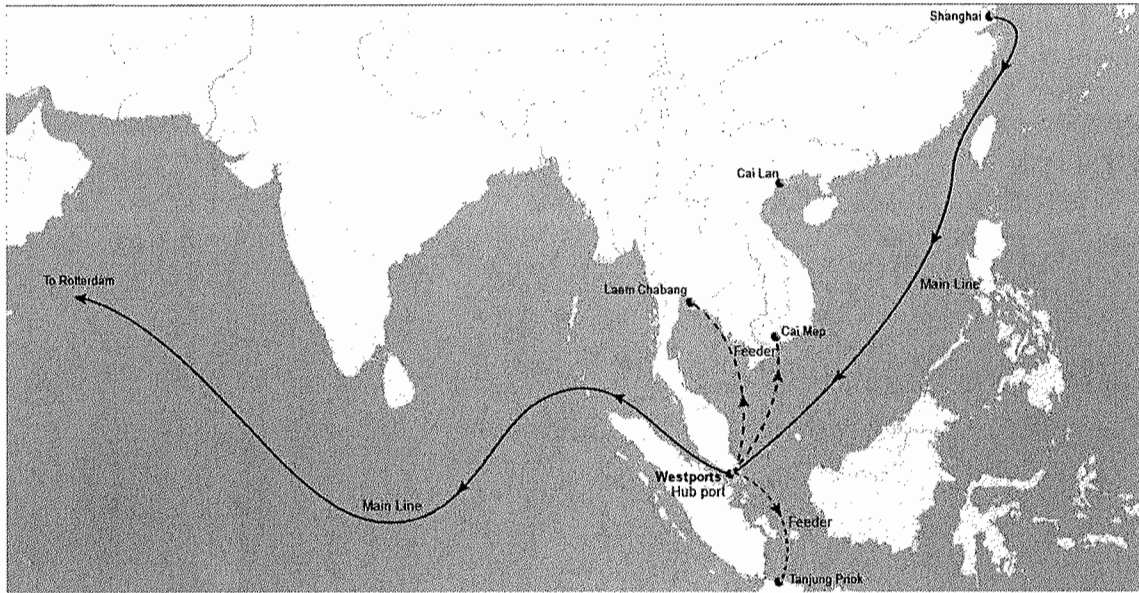 Shanghai
Cai Lan
To Rotterdam
Main Line
Laem Chabang
Cai Mep
Feeder
Westports
Hub port
Main Line
Feeder
Tanjung Priok